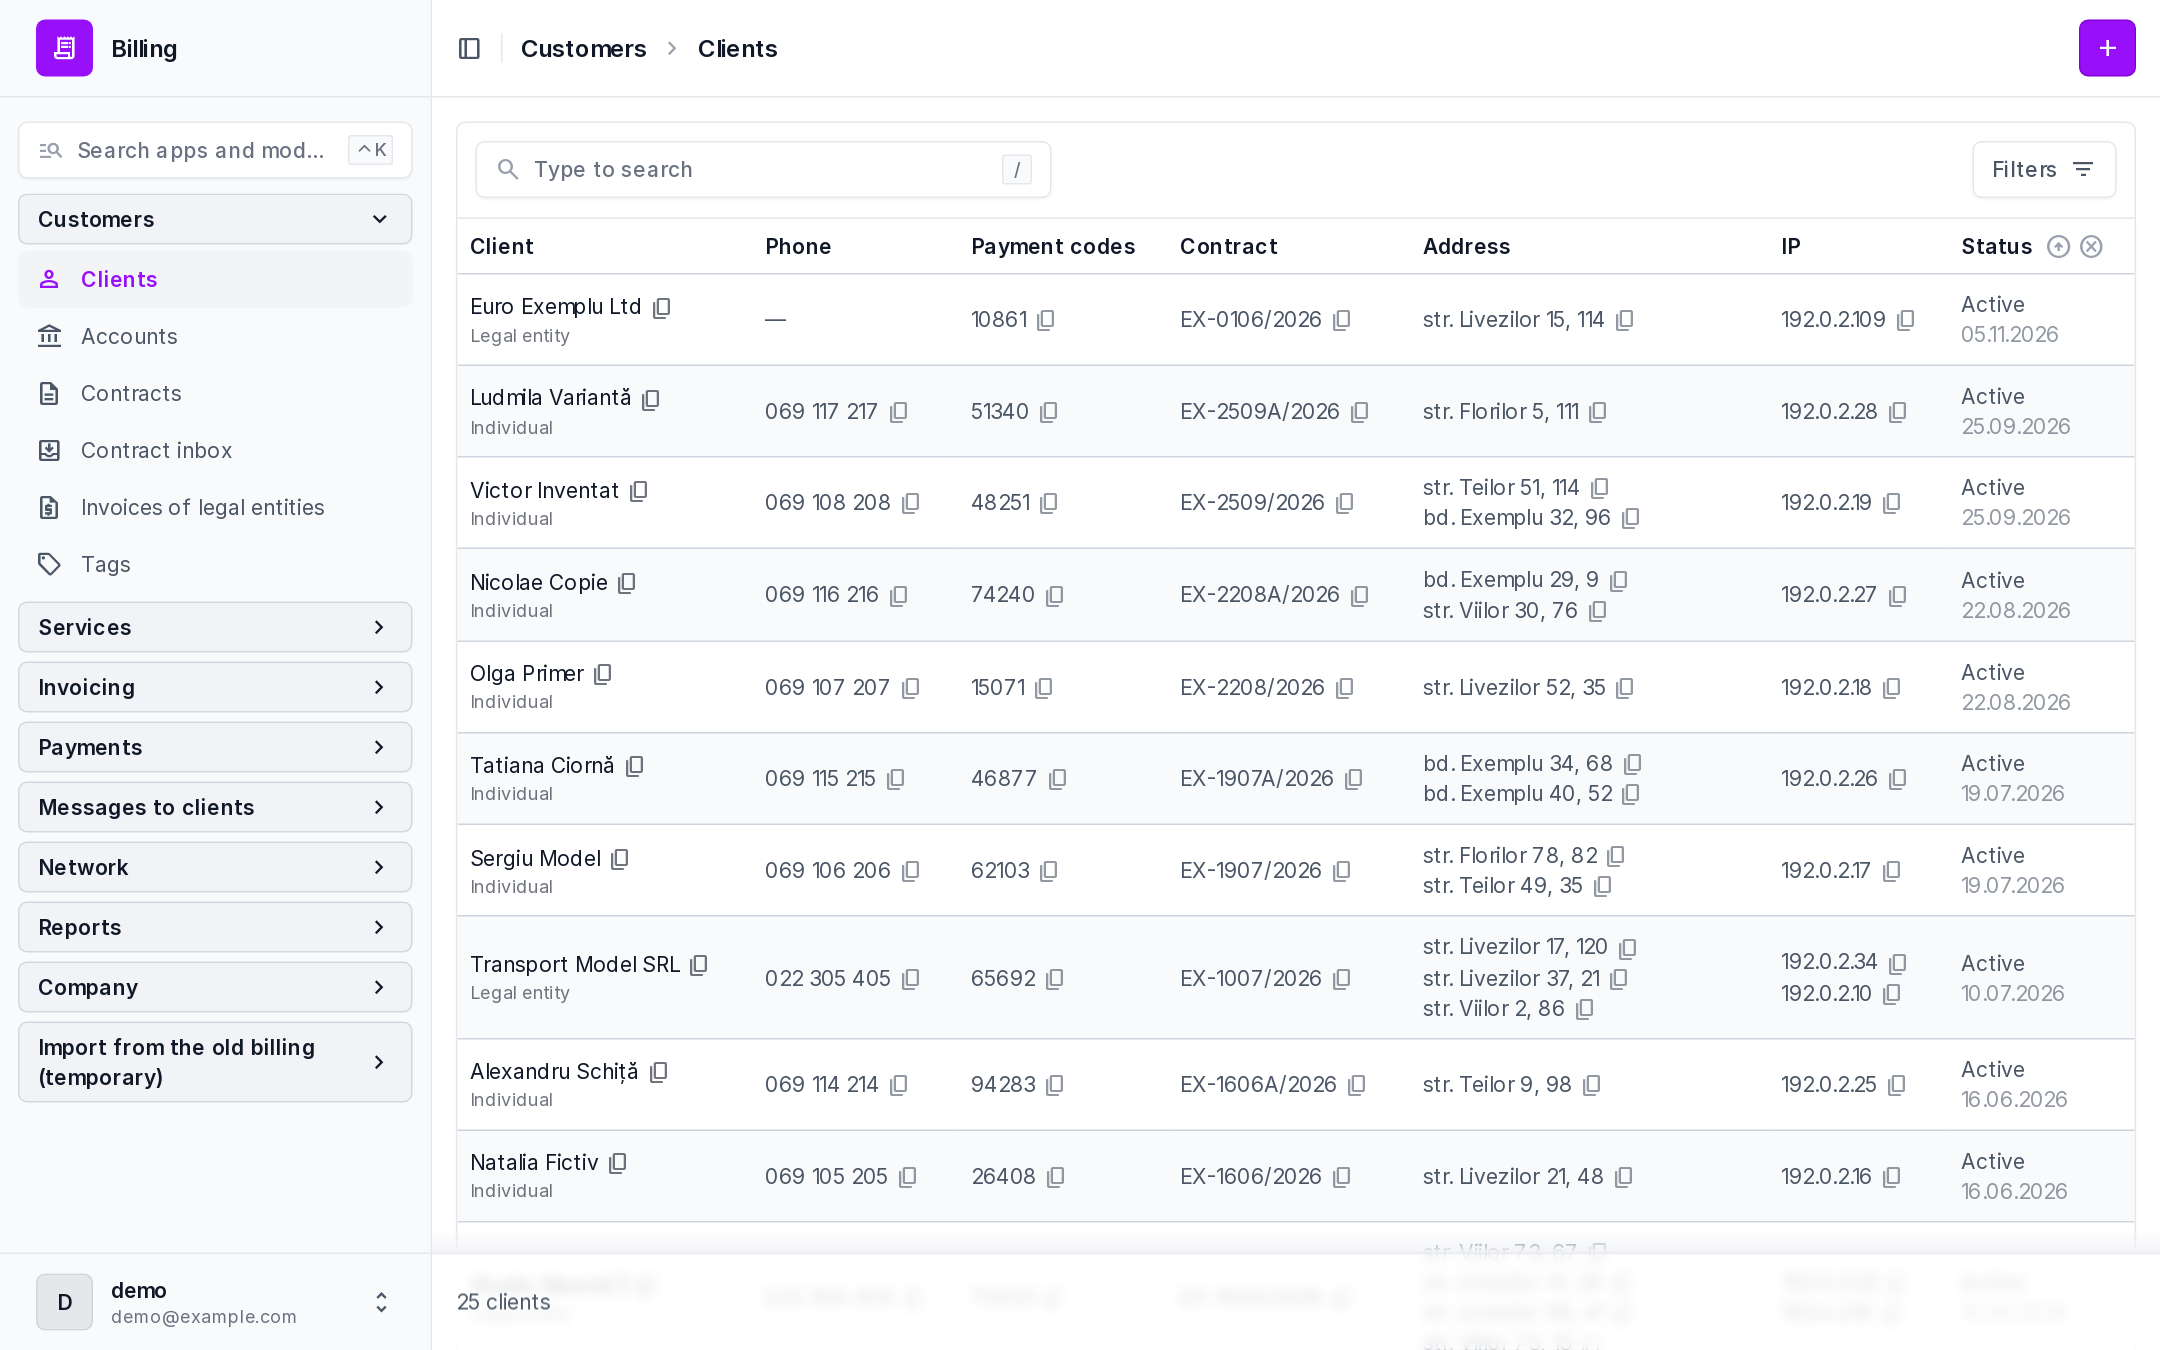 Billing
Customers > Clients
+
Search apps and mod...
^K
Customers
Clients
Accounts
Contracts
Contract inbox
Invoices of legal entities
Tags
Services
Invoicing
Payments
Messages to clients
Network
Reports
Company
Import from the old billing
(temporary)
D
demo
demo@example.com
Type to search
/
Filters
Client Phone Payment codes Contract Address IP Status
Euro Exemplu Ltd
Legal entity
—
10861
EX-0106/2026
str. Livezilor 15, 114
192.0.2.109
Active
05.11.2026
Ludmila Variantă
Individual
069 117 217
51340
EX-2509A/2026
str. Florilor 5, 111
192.0.2.28
Active
25.09.2026
Victor Inventat
Individual
069 108 208
48251
EX-2509/2026
str. Teilor 51, 114
bd. Exemplu 32, 96
192.0.2.19
Active
25.09.2026
Nicolae Copie
Individual
069 116 216
74240
EX-2208A/2026
bd. Exemplu 29, 9
str. Viilor 30, 76
192.0.2.27
Active
22.08.2026
Olga Primer
Individual
069 107 207
15071
EX-2208/2026
str. Livezilor 52, 35
192.0.2.18
Active
22.08.2026
Tatiana Ciornă
Individual
069 115 215
46877
EX-1907A/2026
bd. Exemplu 34, 68
bd. Exemplu 40, 52
192.0.2.26
Active
19.07.2026
Sergiu Model
Individual
069 106 206
62103
EX-1907/2026
str. Florilor 78, 82
str. Teilor 49, 35
192.0.2.17
Active
19.07.2026
Transport Model SRL
Legal entity
022 305 405
65692
EX-1007/2026
str. Livezilor 17, 120
str. Livezilor 37, 21
str. Viilor 2, 86
192.0.2.34
192.0.2.10
Active
10.07.2026
Alexandru Schiță
Individual
069 114 214
94283
EX-1606A/2026
str. Teilor 9, 98
192.0.2.25
Active
16.06.2026
Natalia Fictiv
Individual
069 105 205
26408
EX-1606/2026
str. Livezilor 21, 48
192.0.2.16
Active
16.06.2026
str. Viilor 73, 67
25 clients